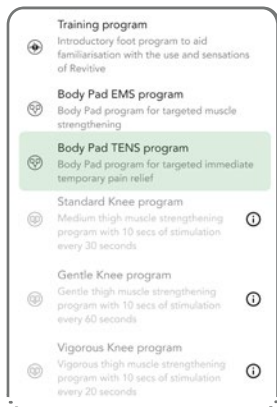 Training program
Introductory foot program to aid
familiarisation with the use and sensations
of Revitive
Body Pad EMS program
Body Pad program for targeted muscle
strengthening
Body Pad TENS program
Body Pad program for targeted immediate
temporary pain relief
Standard Knee program
Medium thigh muscle strengthening
program with 10 secs of stimulation
every 30 seconds
Gentle Knee program
Gentle thigh muscle strengthening
program with 10 secs of stimulation
every 60 seconds
Vigorous Knee program
Vigorous thigh muscle strengthening
program with 10 secs of stimulation
every 20 seconds